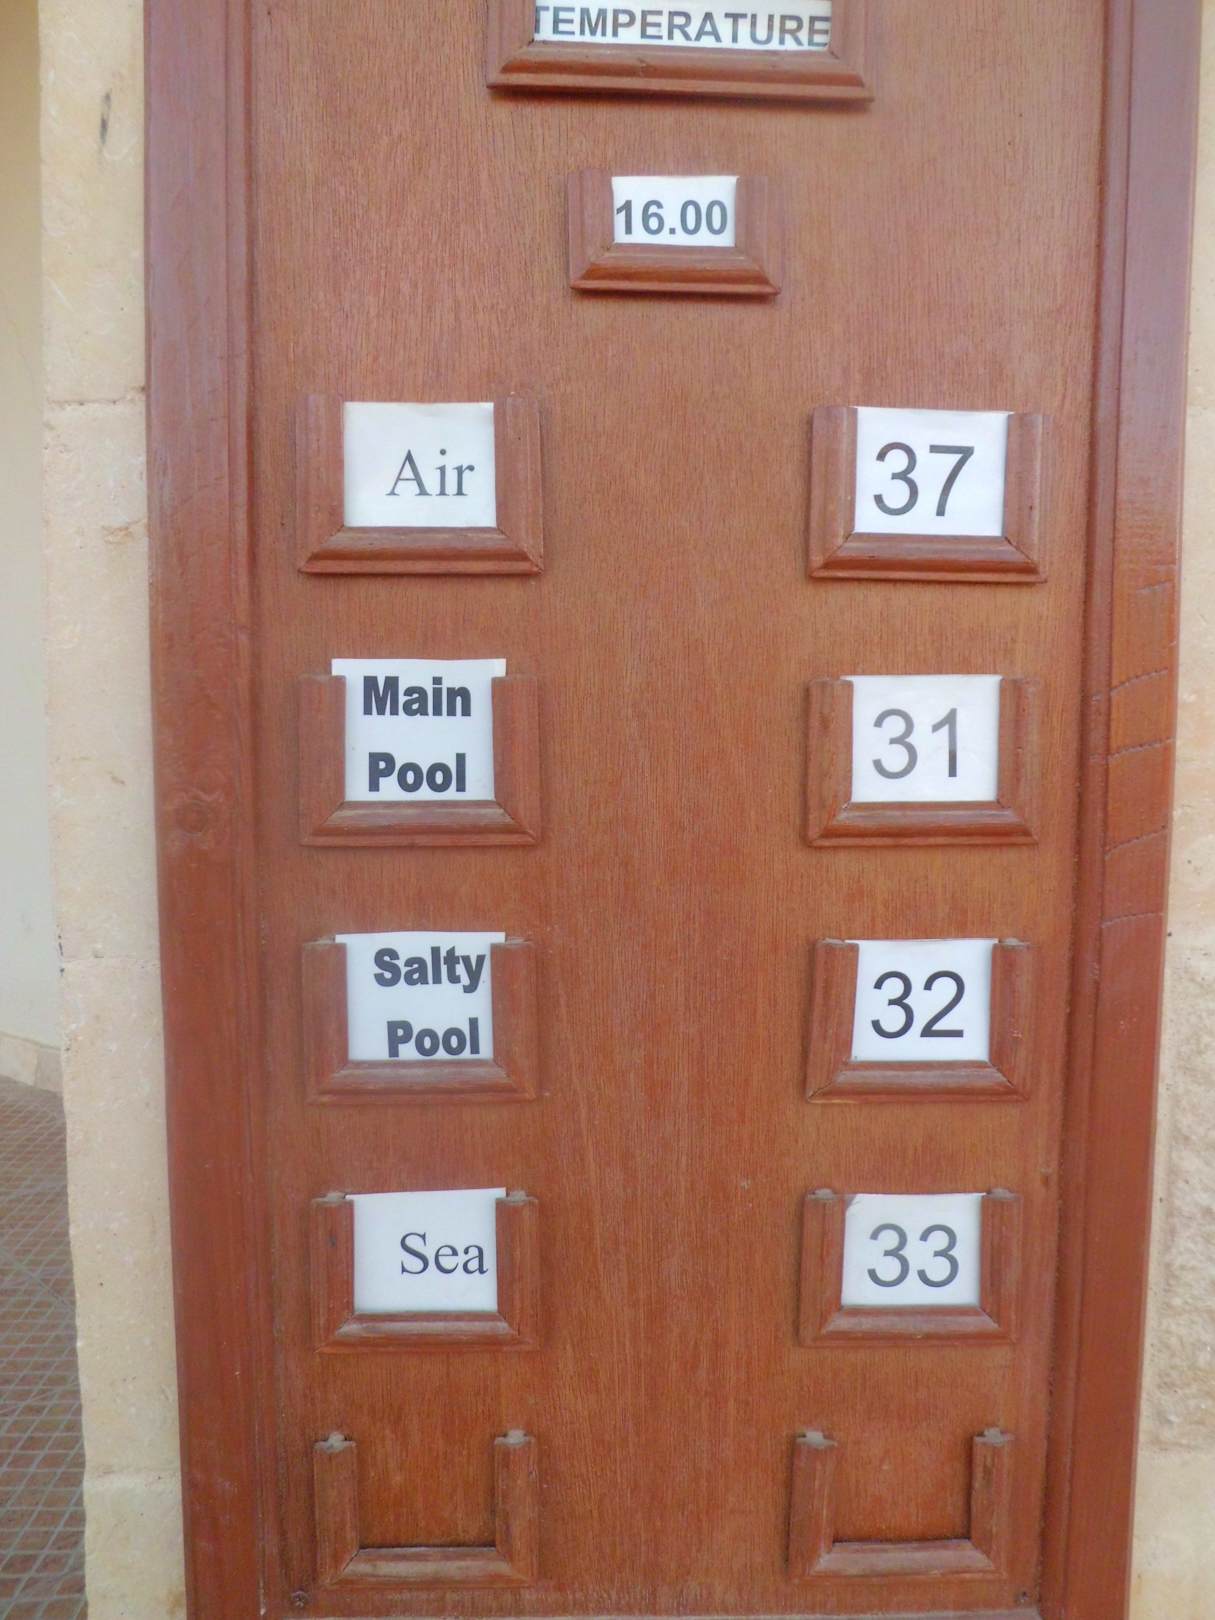 TEMPERATURE
16.00
Air 37
Main
Pool 31
Salty
Pool 32
Sea 33